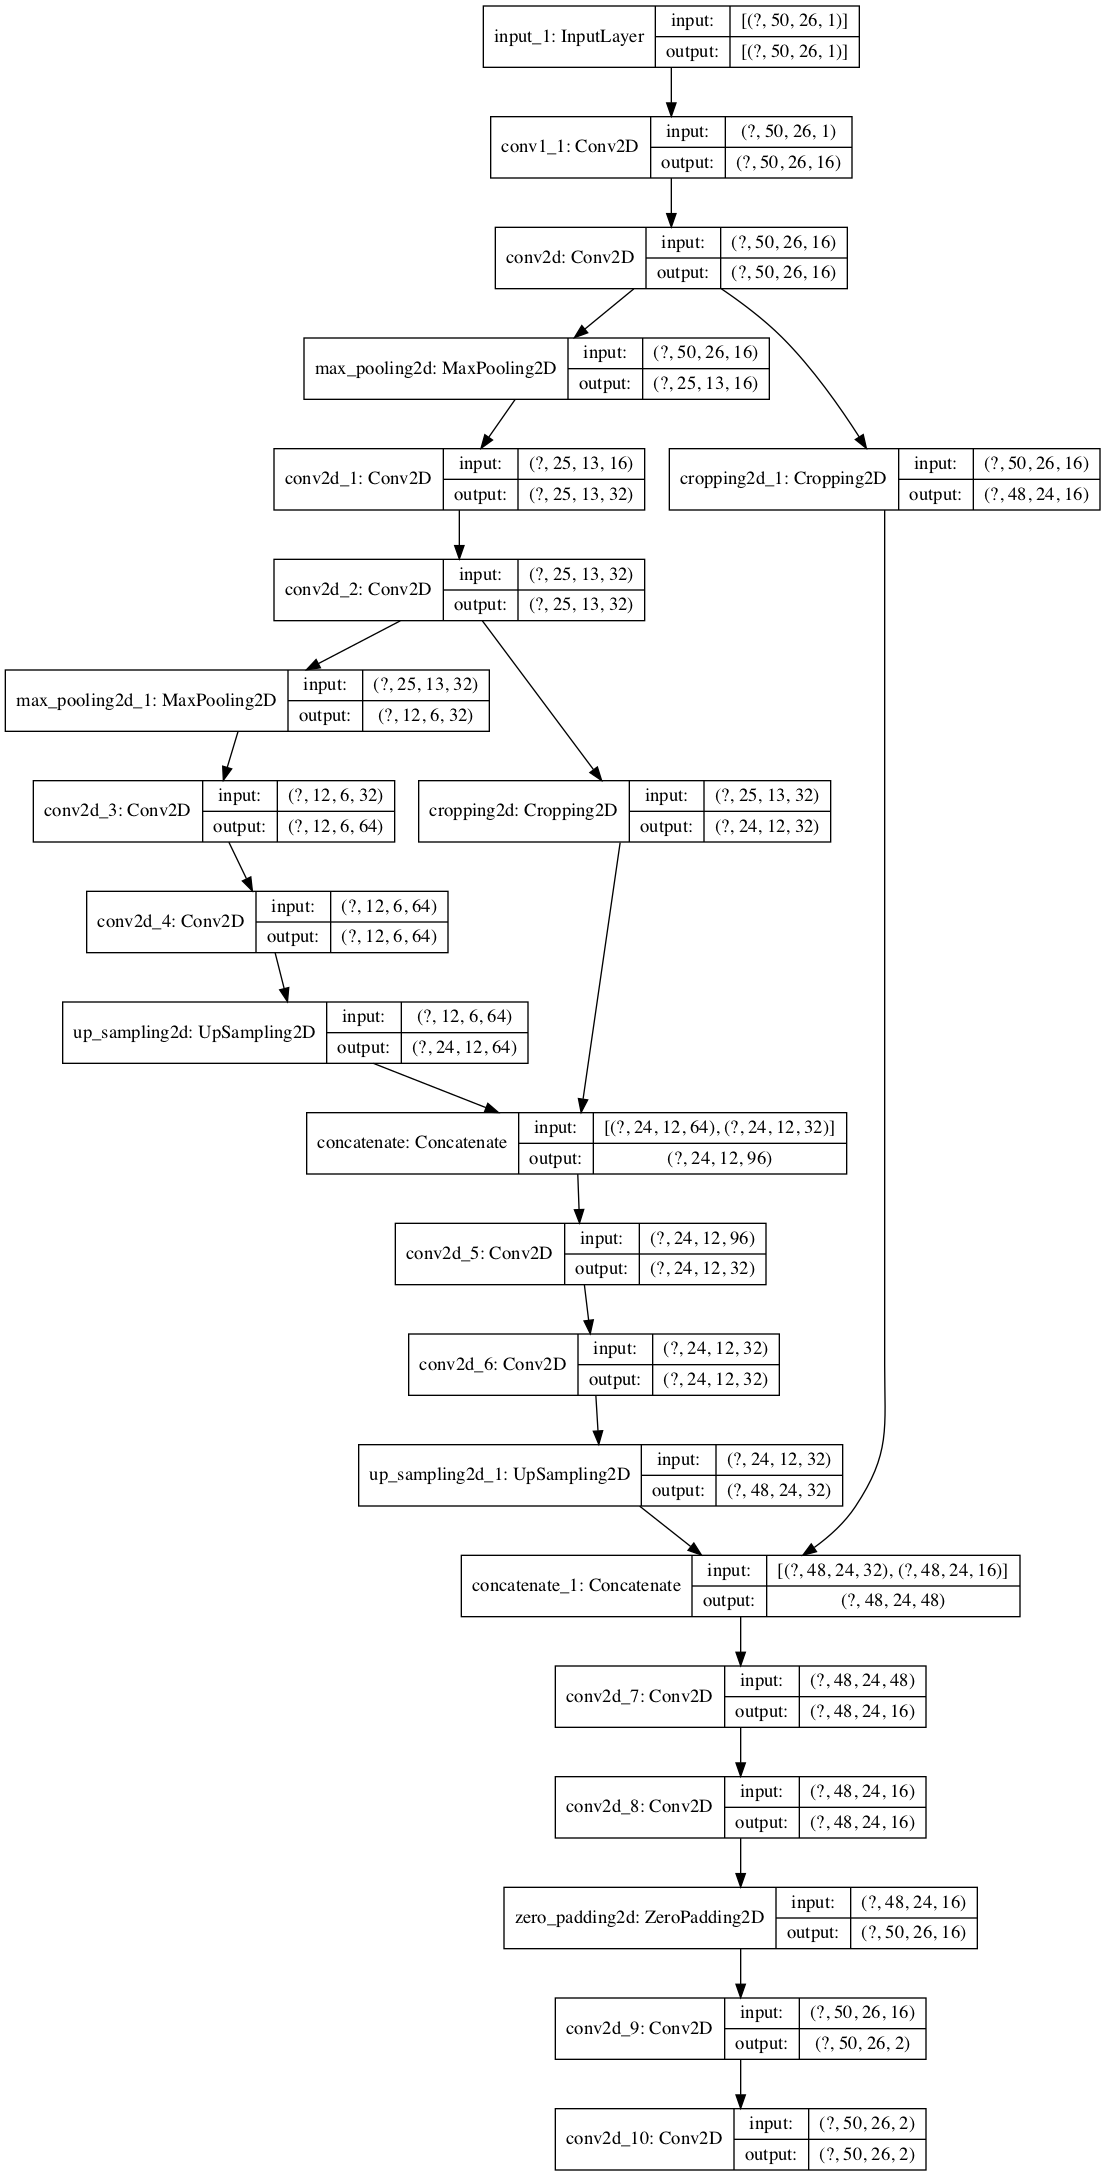 input_1: InputLayer
input: [(?, 50, 26, 1)]
output: [(?, 50, 26, 1)]
conv1_1: Conv2D
input: (?, 50, 26, 1)
output: (?, 50, 26, 16)
conv2d: Conv2D
input: (?, 50, 26, 16)
output: (?, 50, 26, 16)
max_pooling2d: MaxPooling2D
input: (?, 50, 26, 16)
output: (?, 25, 13, 16)
conv2d_1: Conv2D
input: (?, 25, 13, 16)
output: (?, 25, 13, 32)
cropping2d_1: Cropping2D
input: (?, 50, 26, 16)
output: (?, 48, 24, 16)
conv2d_2: Conv2D
input: (?, 25, 13, 32)
output: (?, 25, 13, 32)
max_pooling2d_1: MaxPooling2D
input: (?, 25, 13, 32)
output: (?, 12, 6, 32)
conv2d_3: Conv2D
input: (?, 12, 6, 32)
output: (?, 12, 6, 64)
cropping2d: Cropping2D
input: (?, 25, 13, 32)
output: (?, 24, 12, 32)
conv2d_4: Conv2D
input: (?, 12, 6, 64)
output: (?, 12, 6, 64)
up_sampling2d: UpSampling2D
input: (?, 12, 6, 64)
output: (?, 24, 12, 64)
concatenate: Concatenate
input: [(?, 24, 12, 64), (?, 24, 12, 32)]
output: (?, 24, 12, 96)
conv2d_5: Conv2D
input: (?, 24, 12, 96)
output: (?, 24, 12, 32)
conv2d_6: Conv2D
input: (?, 24, 12, 32)
output: (?, 24, 12, 32)
up_sampling2d_1: UpSampling2D
input: (?, 24, 12, 32)
output: (?, 48, 24, 32)
concatenate_1: Concatenate
input: [(?, 48, 24, 32), (?, 48, 24, 16)]
output: (?, 48, 24, 48)
conv2d_7: Conv2D
input: (?, 48, 24, 48)
output: (?, 48, 24, 16)
conv2d_8: Conv2D
input: (?, 48, 24, 16)
output: (?, 48, 24, 16)
zero_padding2d: ZeroPadding2D
input: (?, 48, 24, 16)
output: (?, 50, 26, 16)
conv2d_9: Conv2D
input: (?, 50, 26, 16)
output: (?, 50, 26, 2)
conv2d_10: Conv2D
input: (?, 50, 26, 2)
output: (?, 50, 26, 2)